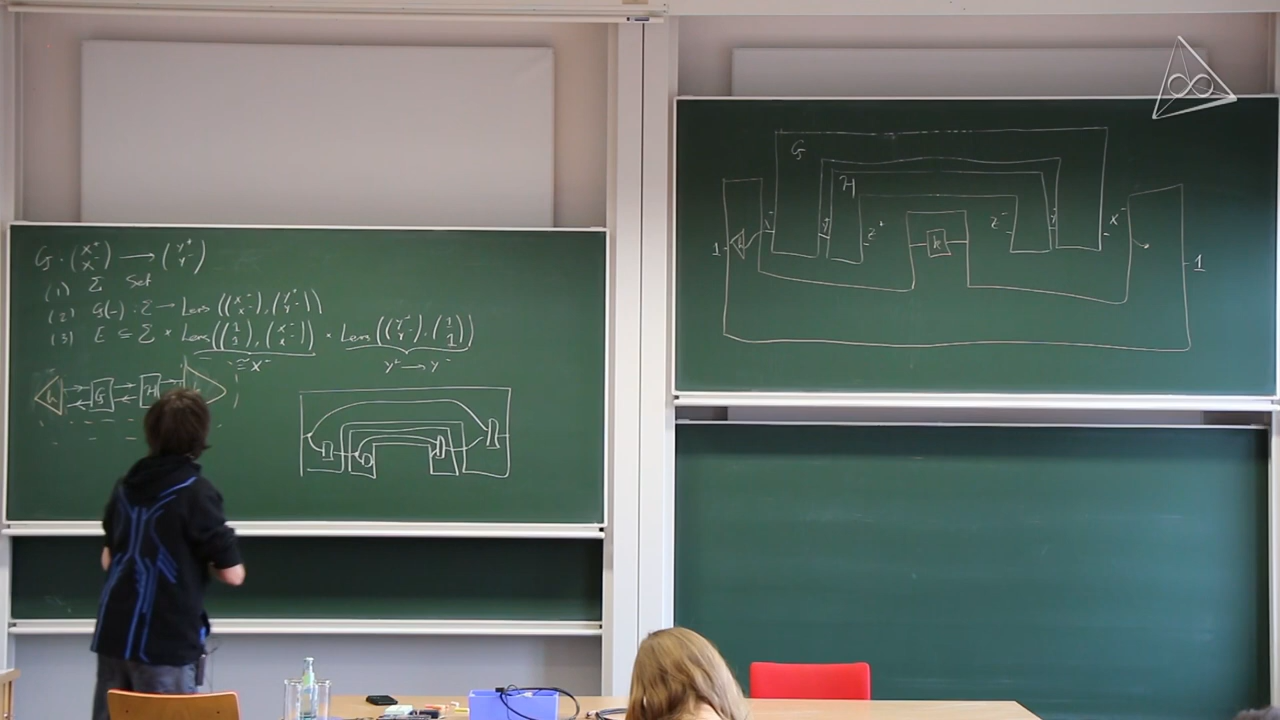 G : (x⁺ x⁻) → (y⁺ y⁻)
(1) Σ Set
(2) G(-) : Σ → Lens ((x⁺ x⁻), (y⁺ y⁻))
(3) E ⊆ Σ × Lens((1 1), (x⁺ x⁻)) × Lens((y⁺ y⁻), (1 1))
≅ x⁺ y⁺ → y⁻
h G H
G
H
1 y⁺ z⁺ k z⁻ x⁻ 1